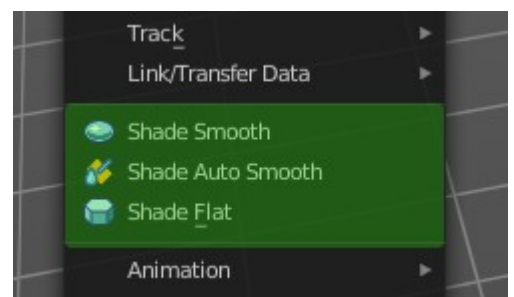 Track
Link/Transfer Data
Shade Smooth
Shade Auto Smooth
Shade Flat
Animation